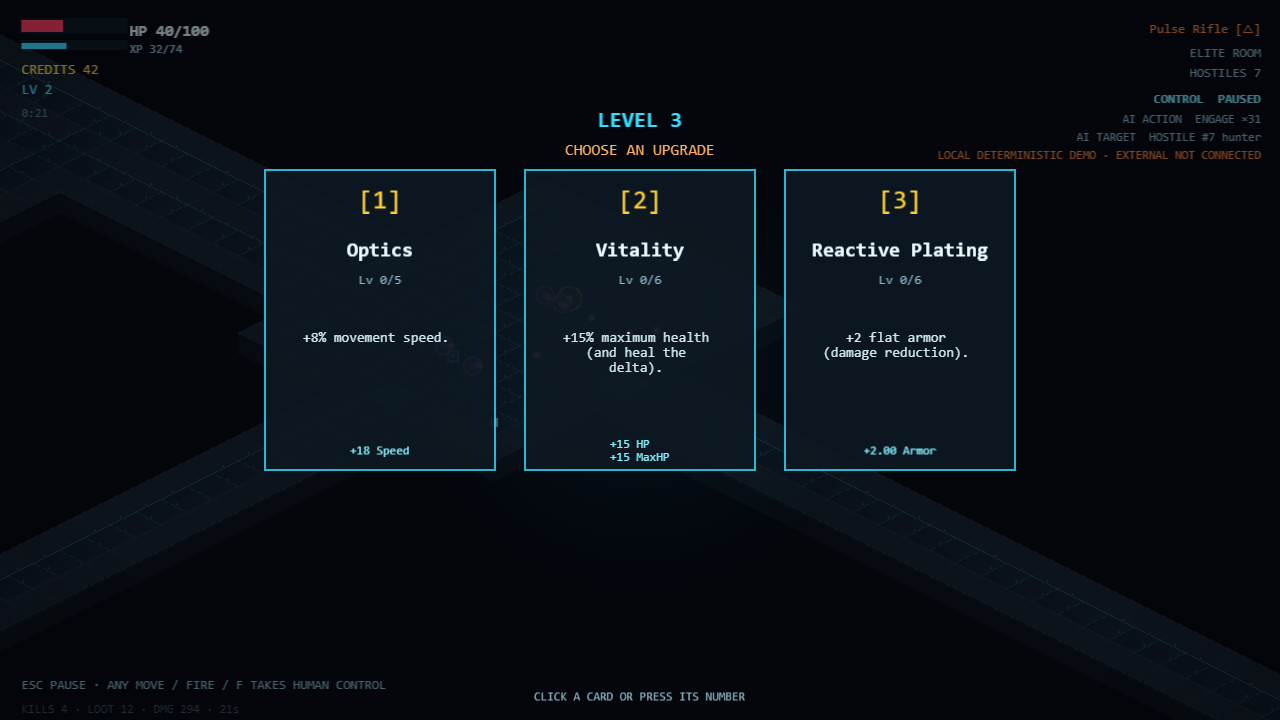 HP 40/100
XP 32/74
CREDITS 42
LV 2
0:21
Pulse Rifle [△]
ELITE ROOM
HOSTILES 7
CONTROL PAUSED
AI ACTION ENGAGE ×31
AI TARGET HOSTILE #7 hunter
LOCAL DETERMINISTIC DEMO · EXTERNAL NOT CONNECTED
LEVEL 3
CHOOSE AN UPGRADE
[1]
Optics
Lv 0/5
+8% movement speed.
+18 Speed
[2]
Vitality
Lv 0/6
+15% maximum health
(and heal the
delta).
+15 HP
+15 MaxHP
[3]
Reactive Plating
Lv 0/6
+2 flat armor
(damage reduction).
+2.00 Armor
ESC PAUSE · ANY MOVE / FIRE / F TAKES HUMAN CONTROL
KILLS 4 · LOOT 12 · DMG 294 · 21s
CLICK A CARD OR PRESS ITS NUMBER